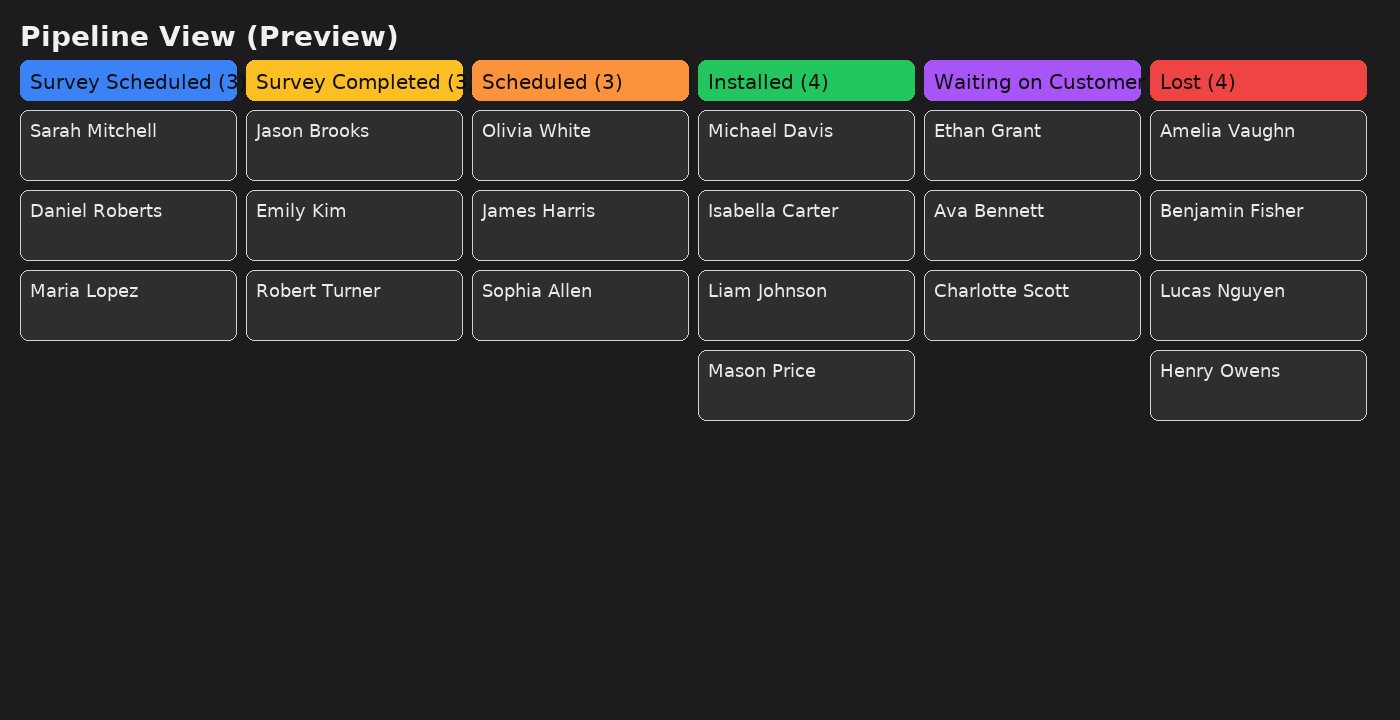 Pipeline View (Preview)
Survey Scheduled (3
Survey Completed (3
Scheduled (3)
Installed (4)
Waiting on Customer
Lost (4)
Sarah Mitchell
Jason Brooks
Olivia White
Michael Davis
Ethan Grant
Amelia Vaughn
Daniel Roberts
Emily Kim
James Harris
Isabella Carter
Ava Bennett
Benjamin Fisher
Maria Lopez
Robert Turner
Sophia Allen
Liam Johnson
Charlotte Scott
Lucas Nguyen
Mason Price
Henry Owens